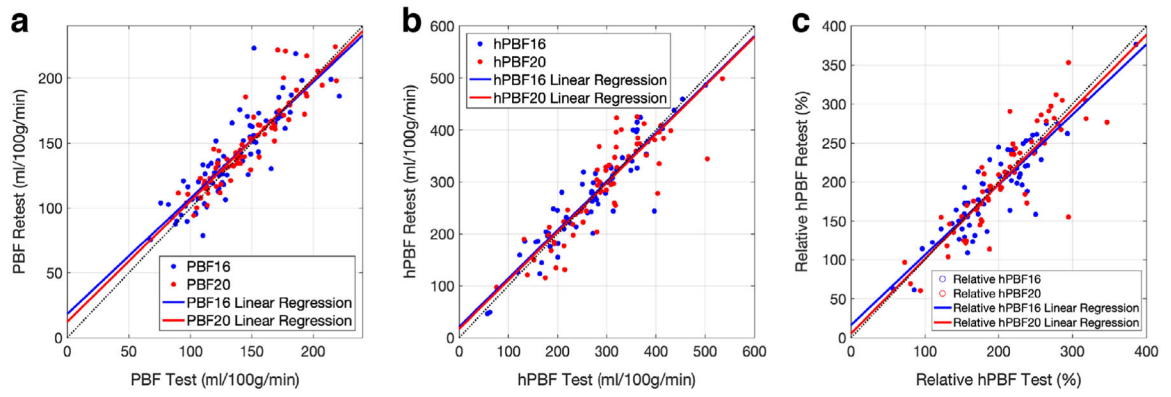 a
PBF Retest (ml/100g/min)
200
150
100
50
0
PBF16
PBF20
PBF16 Linear Regression
PBF20 Linear Regression
0 50 100 150 200
PBF Test (ml/100g/min)
b
hPBF Retest (ml/100g/min)
600
500
400
300
200
100
0
hPBF16
hPBF20
hPBF16 Linear Regression
hPBF20 Linear Regression
0 100 200 300 400 500 600
hPBF Test (ml/100g/min)
c
Relative hPBF Retest (%)
400
350
300
250
200
150
100
50
0
Relative hPBF16
Relative hPBF20
Relative hPBF16 Linear Regression
Relative hPBF20 Linear Regression
0 100 200 300 400
Relative hPBF Test (%)